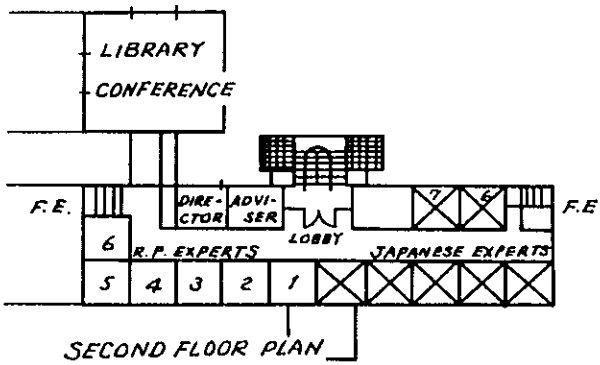 LIBRARY
CONFERENCE
F.E.
DIRE-
CTOR
ADVI-
SER
7
6
F.E
LOBBY
6
R.P. EXPERTS
JAPANESE EXPERTS
5
4
3
2
1
SECOND FLOOR PLAN